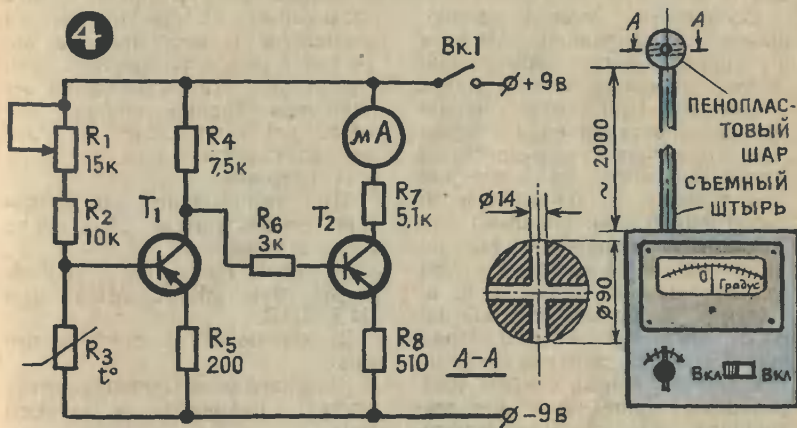 4
Вк.1
ø+9в
R1
15к
R4
7,5к
мА
R2
10к
T1
R6
3к
T2
R7
5,1к
R3
t°
R5
200
R8
510
ø-9в
A A
ПЕНОПЛАС-
ТОВЫЙ
ШАР
СЪЕМНЫЙ
ШТЫРЬ
~2000
ø14
ø90
A-A
0 Градус
Вкл Вкл